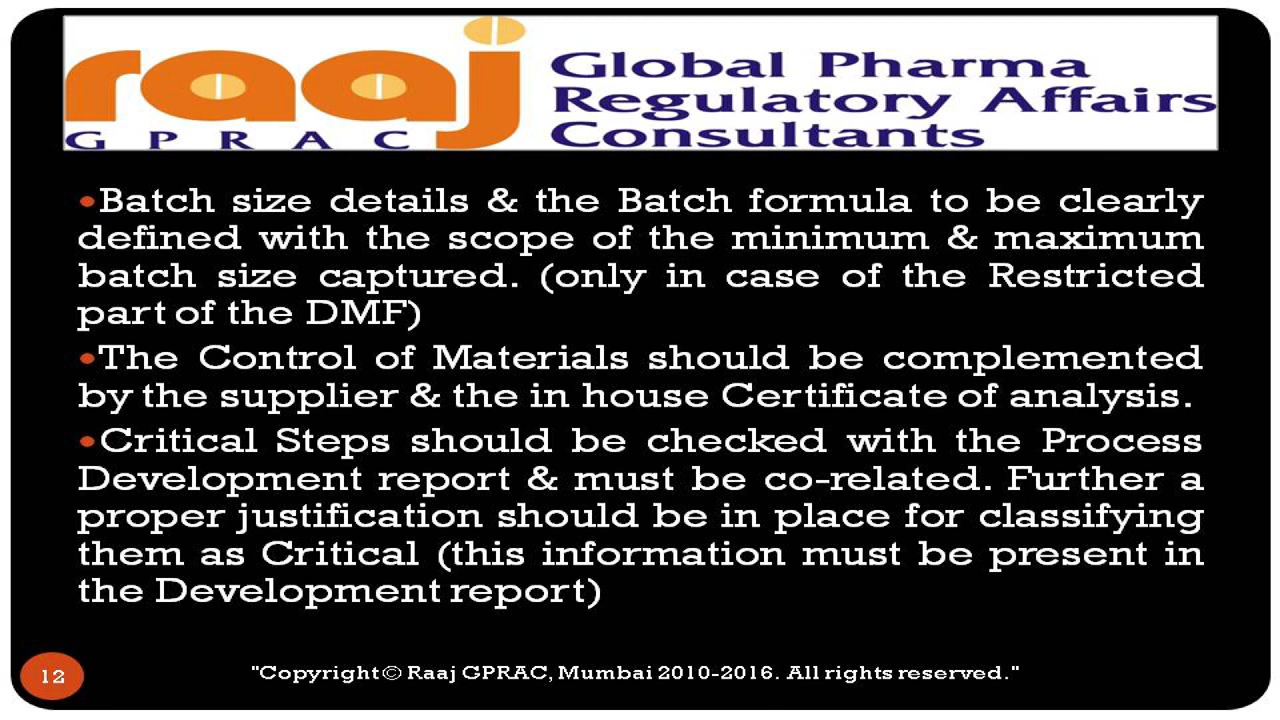 raaj
GPRAC
Global Pharma
Regulatory Affairs
Consultants
•Batch size details & the Batch formula to be clearly
defined with the scope of the minimum & maximum
batch size captured. (only in case of the Restricted
part of the DMF)
•The Control of Materials should be complemented
by the supplier & the in house Certificate of analysis.
•Critical Steps should be checked with the Process
Development report & must be co-related. Further a
proper justification should be in place for classifying
them as Critical (this information must be present in
the Development report)
12
"Copyright© Raaj GPRAC, Mumbai 2010-2016. All rights reserved."